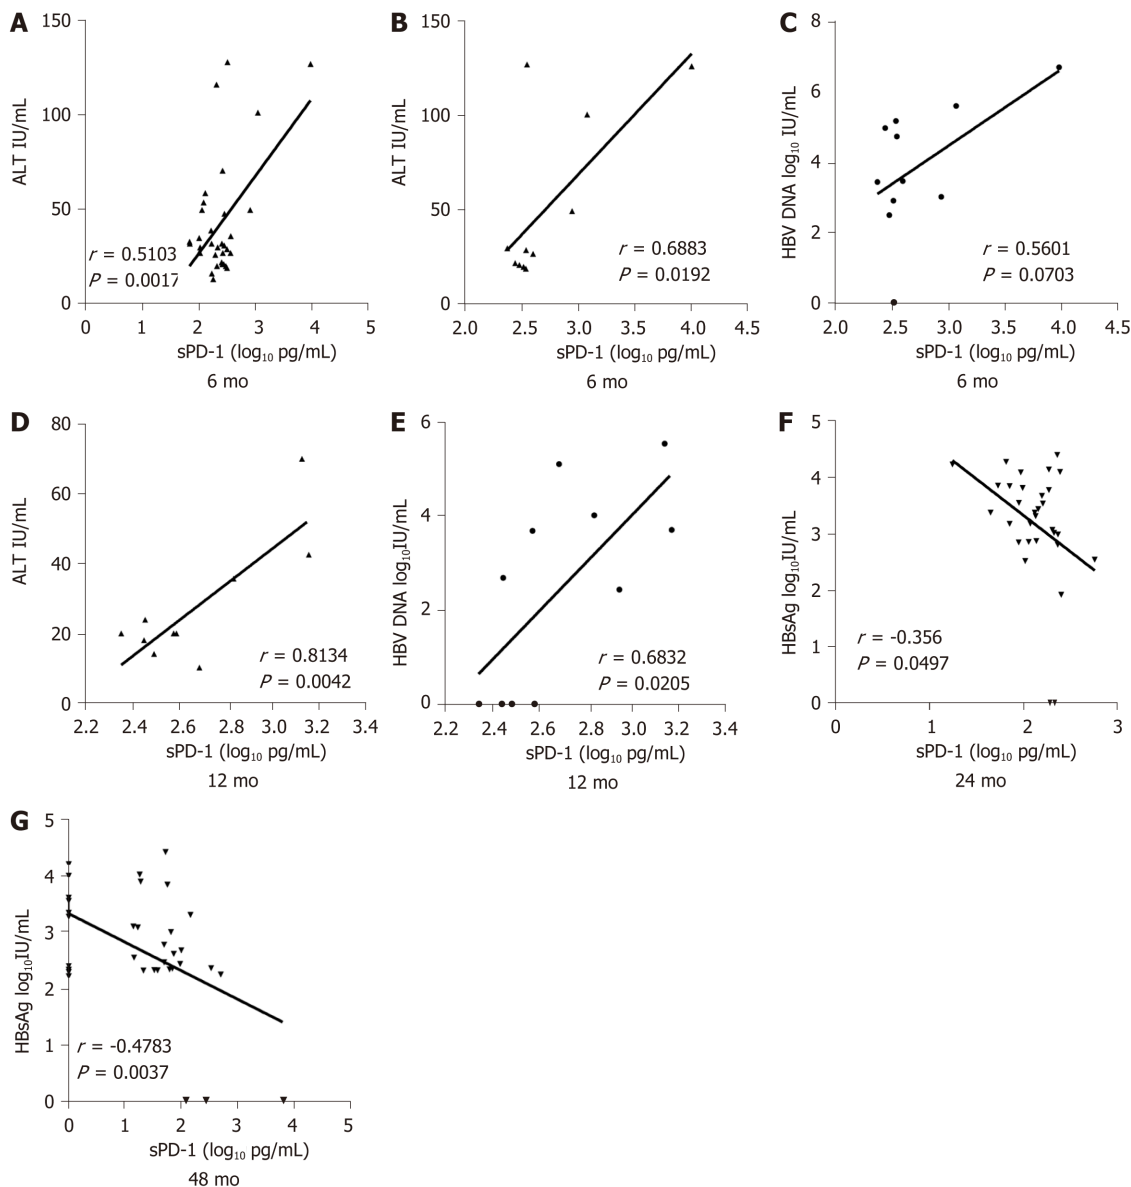 A
150
100
50
0
ALT IU/mL
r = 0.5103
P = 0.0017
0 1 2 3 4 5
sPD-1 (log10 pg/mL)
6 mo
B
150
100
50
0
ALT IU/mL
r = 0.6883
P = 0.0192
2.0 2.5 3.0 3.5 4.0 4.5
sPD-1 (log10 pg/mL)
6 mo
C
8
6
4
2
0
HBV DNA log10 IU/mL
r = 0.5601
P = 0.0703
2.0 2.5 3.0 3.5 4.0 4.5
sPD-1 (log10 pg/mL)
6 mo
D
80
60
40
20
0
ALT IU/mL
r = 0.8134
P = 0.0042
2.2 2.4 2.6 2.8 3.0 3.2 3.4
sPD-1 (log10 pg/mL)
12 mo
E
6
4
2
0
HBV DNA log10IU/mL
r = 0.6832
P = 0.0205
2.2 2.4 2.6 2.8 3.0 3.2 3.4
sPD-1 (log10 pg/mL)
12 mo
F
5
4
3
2
1
0
HBsAg log10IU/mL
r = -0.356
P = 0.0497
0 1 2 3
sPD-1 (log10 pg/mL)
24 mo
G
5
4
3
2
1
0
HBsAg log10IU/mL
r = -0.4783
P = 0.0037
0 1 2 3 4 5
sPD-1 (log10 pg/mL)
48 mo